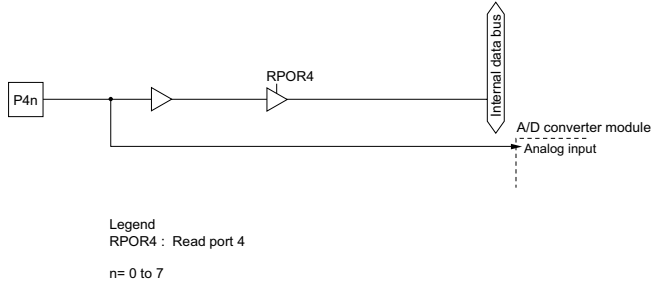 RPOR4
P4n
Internal data bus
A/D converter module
Analog input
Legend
RPOR4 : Read port 4
n= 0 to 7